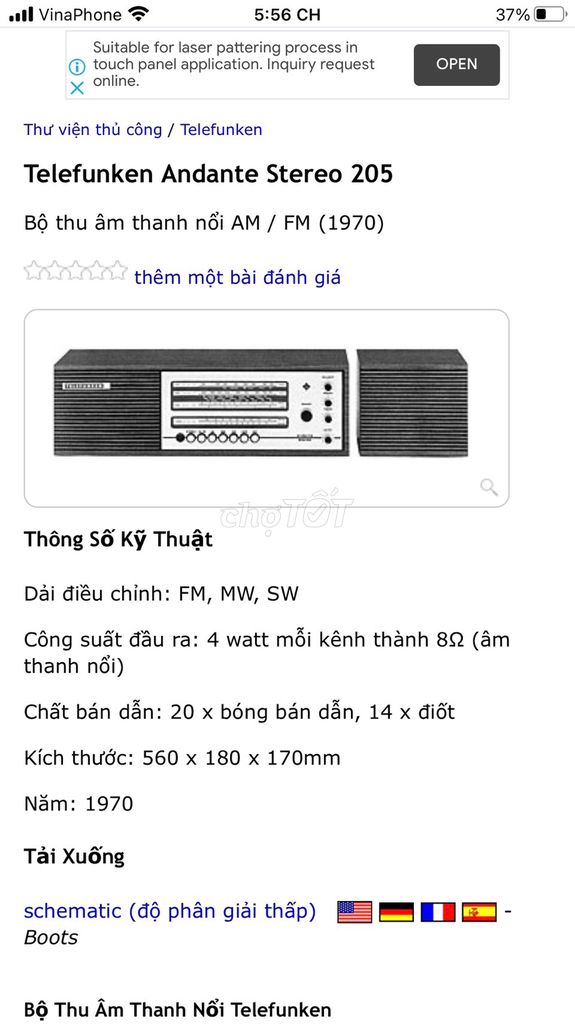 VinaPhone 5:56 CH 37%
Suitable for laser pattering process in
touch panel application. Inquiry request
online.
OPEN
Thư viện thủ công / Telefunken
Telefunken Andante Stereo 205
Bộ thu âm thanh nổi AM / FM (1970)
thêm một bài đánh giá
TELEFUNKEN
chợTỐT
Thông Số Kỹ Thuật
Dải điều chỉnh: FM, MW, SW
Công suất đầu ra: 4 watt mỗi kênh thành 8Ω (âm
thanh nổi)
Chất bán dẫn: 20 x bóng bán dẫn, 14 x điốt
Kích thước: 560 x 180 x 170mm
Năm: 1970
Tải Xuống
schematic (độ phân giải thấp) -
Boots
Bộ Thu Âm Thanh Nổi Telefunken